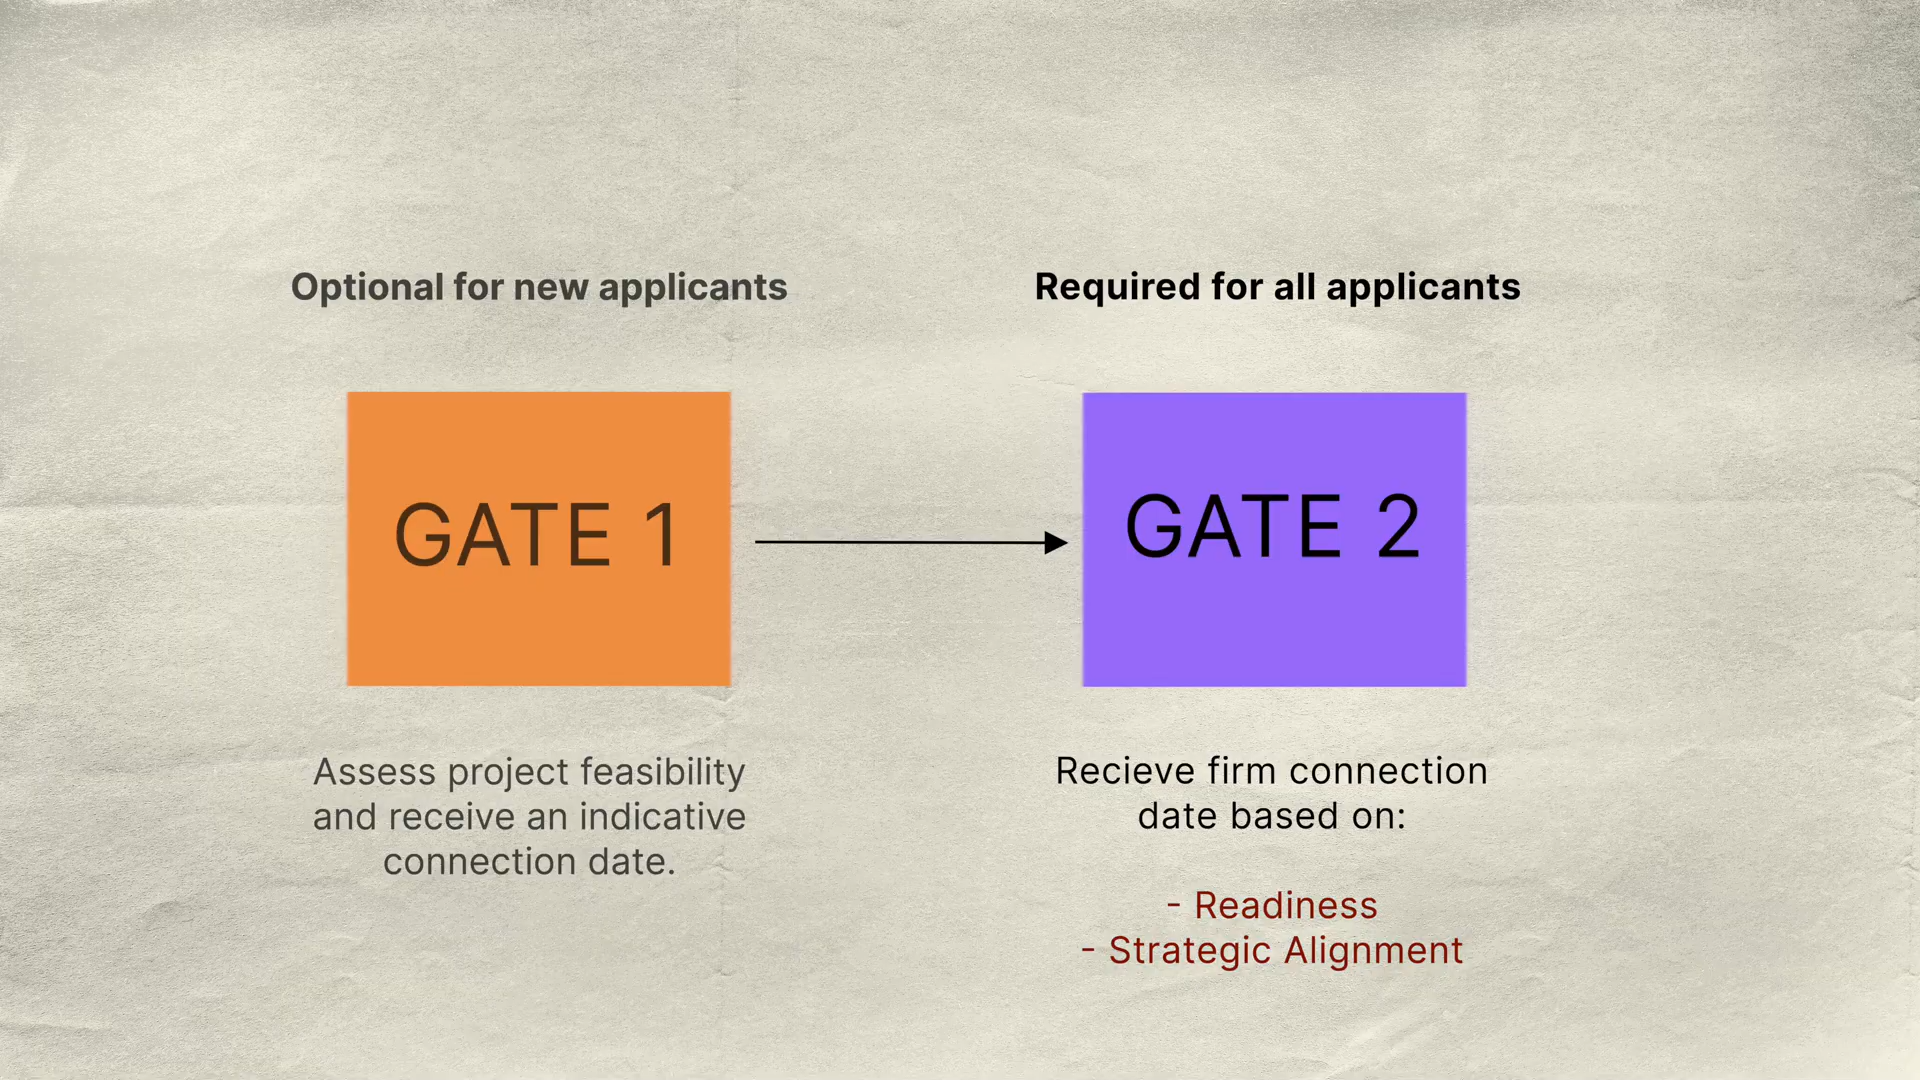 Optional for new applicants
GATE 1
Assess project feasibility
and receive an indicative
connection date.
Required for all applicants
GATE 2
Recieve firm connection
date based on:
- Readiness
- Strategic Alignment